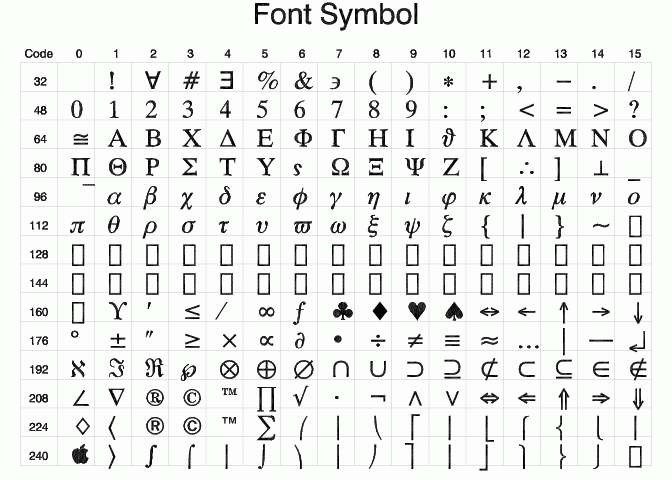 Font Symbol
Code 0 1 2 3 4 5 6 7 8 9 10 11 12 13 14 15
32 ! ∀ # ∃ % & ∍ ( ) * + , − . /
48 0 1 2 3 4 5 6 7 8 9 : ; < = > ?
64 ≅ Α Β Χ Δ Ε Φ Γ Η Ι ϑ Κ Λ Μ Ν Ο
80 Π Θ Ρ Σ Τ Υ ς Ω Ξ Ψ Ζ [ ∴ ] ⊥ _
96 ‾ α β χ δ ε ϕ γ η ι φ κ λ μ ν ο
112 π θ ρ σ τ υ ϖ ω ξ ψ ζ { | } ~ 
128
144
160 ϒ ′ ≤ ⁄ ∞ ƒ ♣ ♦ ♥ ♠ ⇔ ← ↑ → ↓
176 ° ± ″ ≥ × ∝ ∂ • ÷ ≠ ≡ ≈ … | — ↵
192 ℵ ℑ ℜ ℘ ⊗ ⊕ ∅ ∩ ∪ ⊃ ⊇ ⊄ ⊂ ⊆ ∈ ∉
208 ∠ ∇ ® © ™ ∏ √ · ¬ ∧ ∨ ⇔ ⇐ ⇑ ⇒ ⇓
224 ◊ 〈 ® © ™ ∑ ⎛ ⎜ ⎝ ⎡ ⎢ ⎣ ⎧ ⎨ ⎩ ⎪
240  〉 ∫ ⌠ ⎮ ⌡ ⎞ ⎟ ⎠ ⎤ ⎥ ⎦ ⎫ ⎬ ⎭